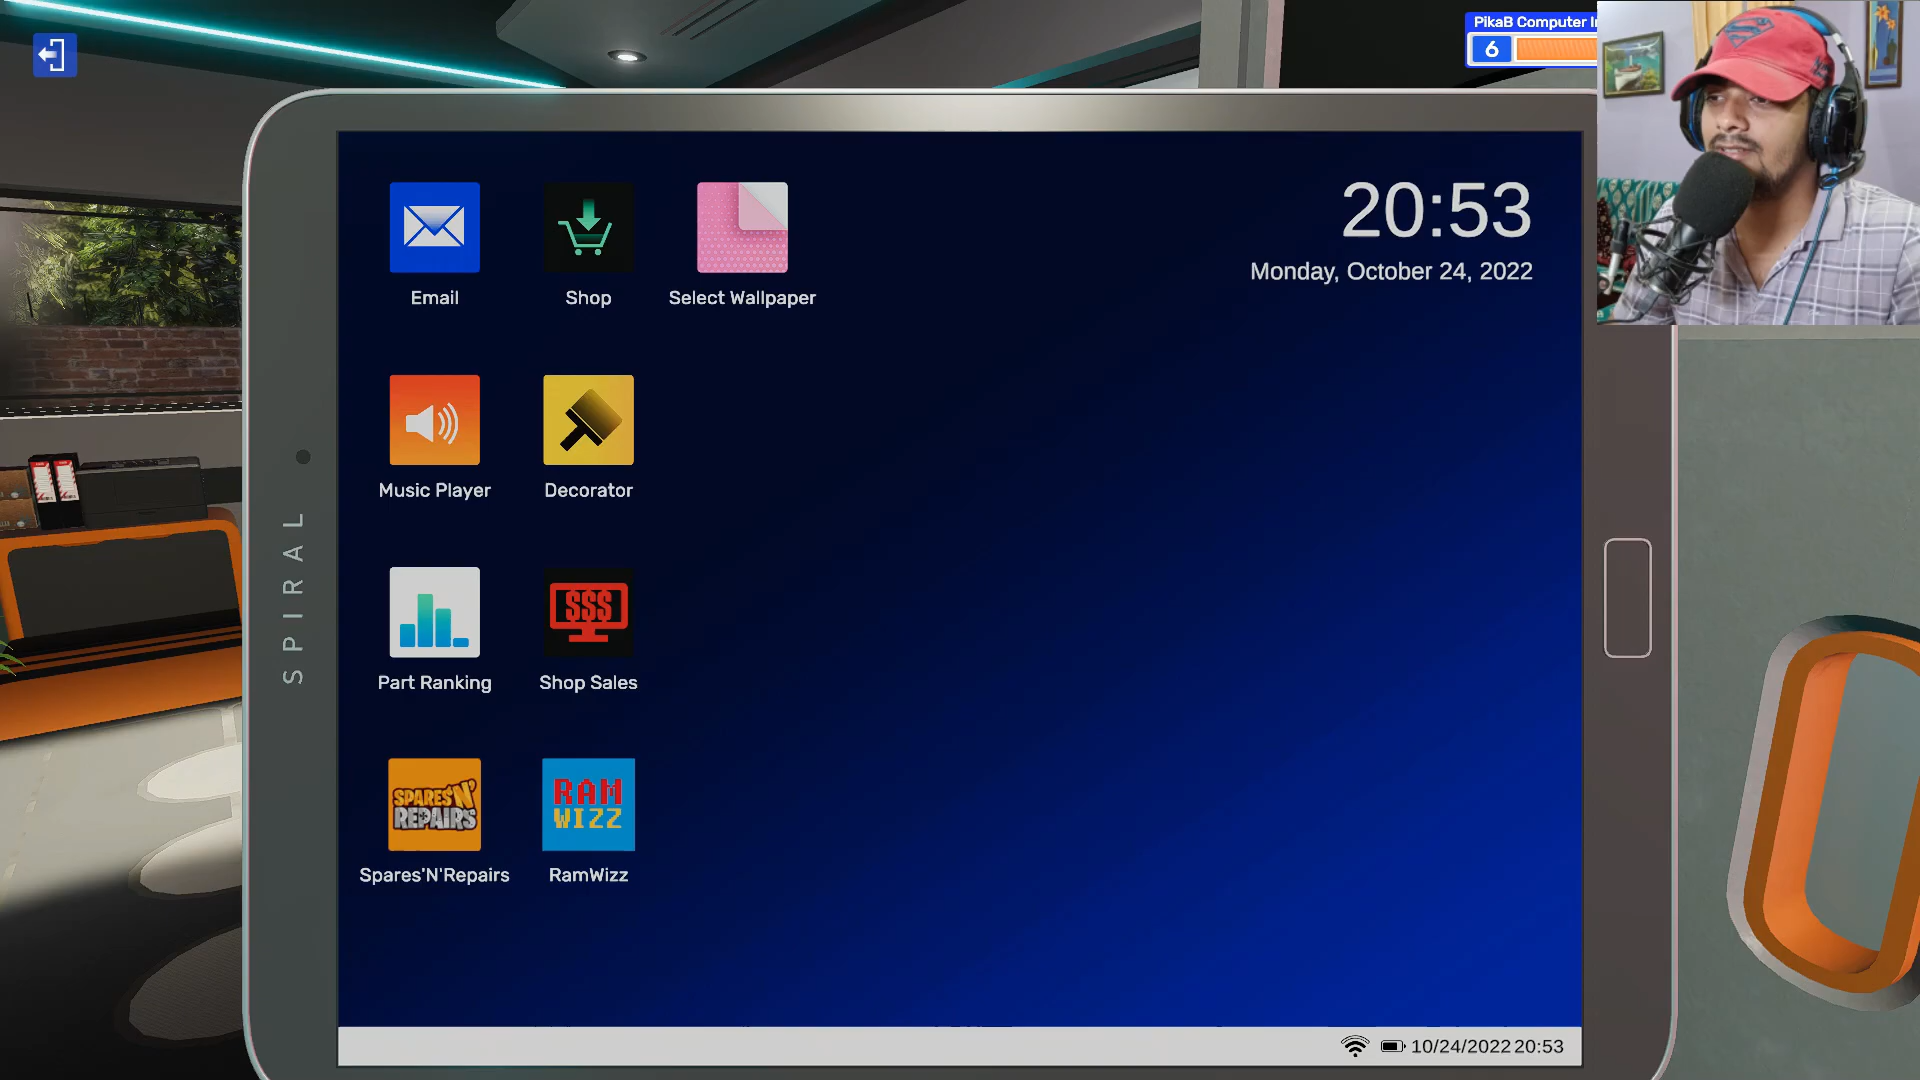 PikaB Computer
6
20:53
Monday, October 24, 2022
Email
Shop
Select Wallpaper
Music Player
Decorator
$$$
Part Ranking
Shop Sales
SPARES'N'
REPAIRS
RAM
WIZZ
Spares'N'Repairs
RamWizz
SPIRAL
10/24/2022 20:53